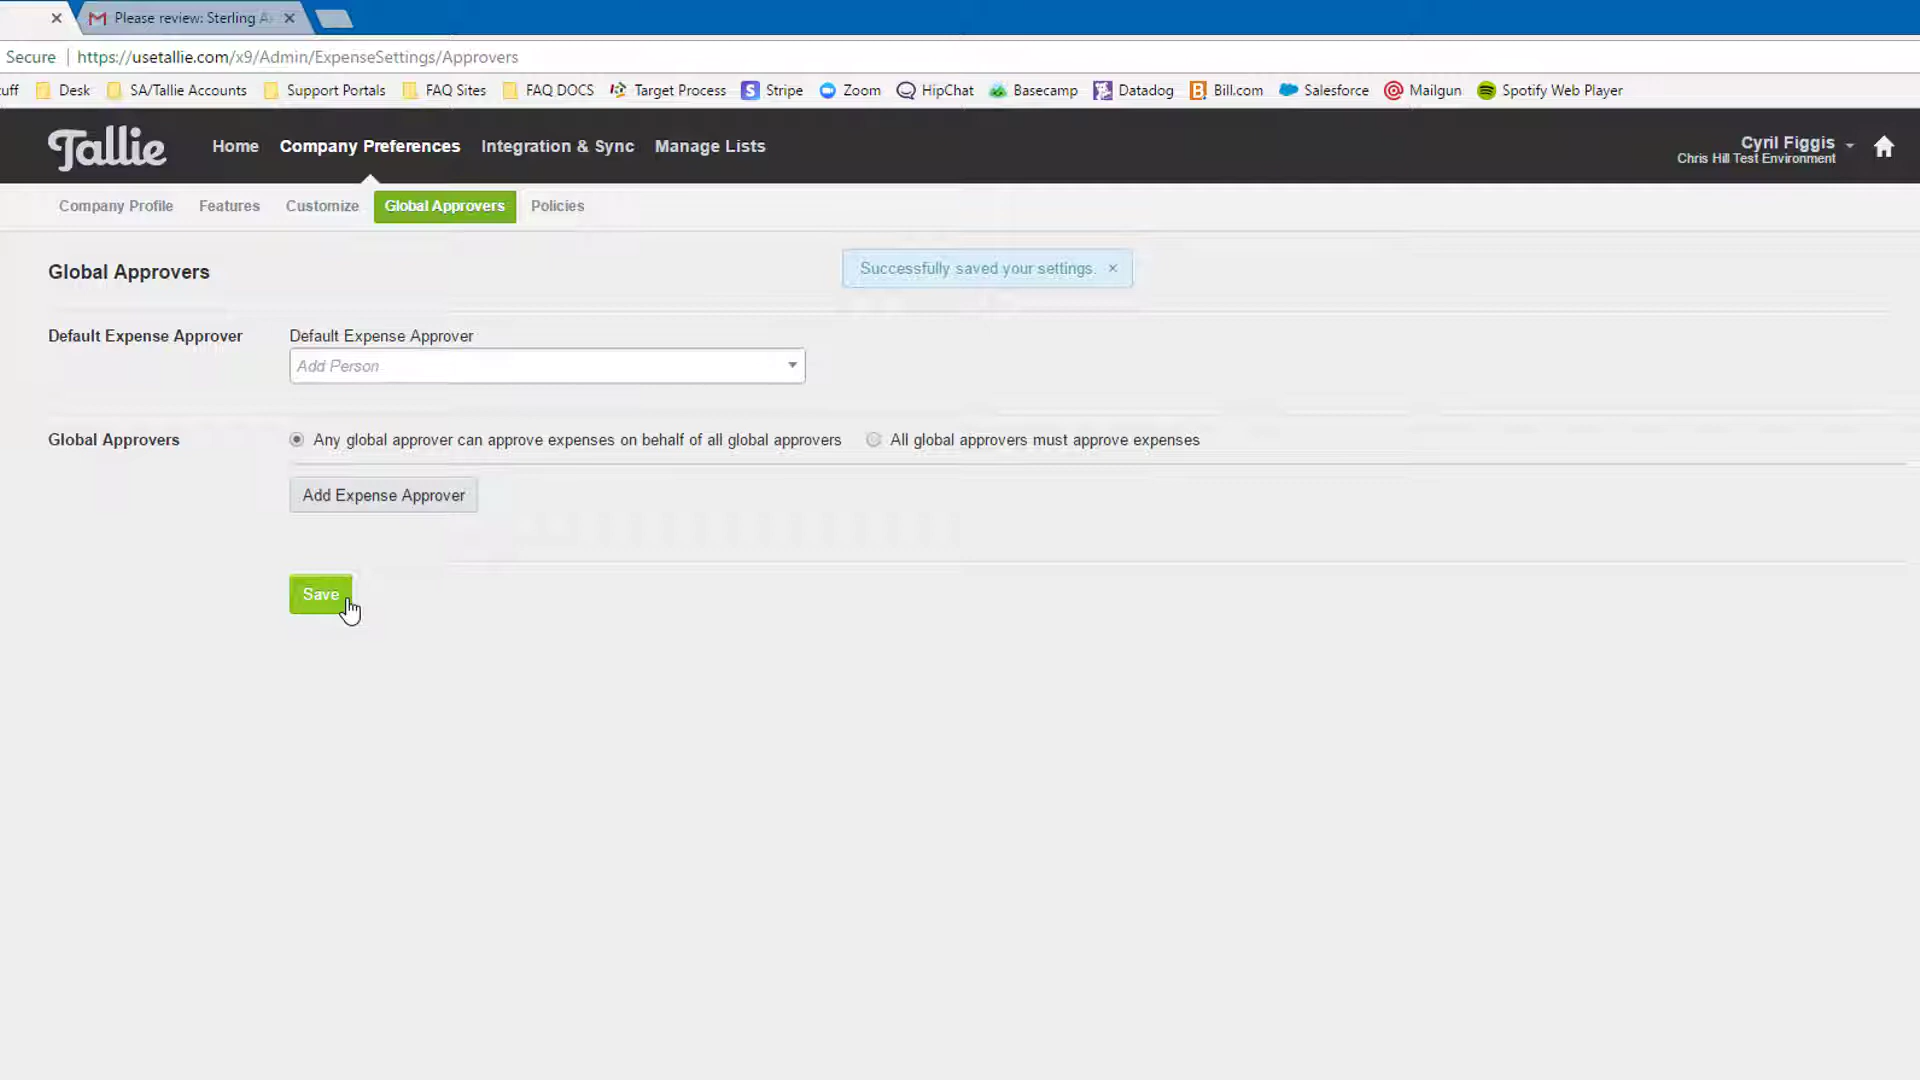 Please review: Sterling A
Secure https://usetallie.com/x9/Admin/ExpenseSettings/Approvers
uff Desk SA/Tallie Accounts Support Portals FAQ Sites FAQ DOCS Target Process Stripe Zoom HipChat Basecamp Datadog Bill.com Salesforce Mailgun Spotify Web Player
Tallie Home Company Preferences Integration & Sync Manage Lists Cyril Figgis
Chris Hill Test Environment
Company Profile Features Customize Global Approvers Policies
Global Approvers Successfully saved your settings. ×
Default Expense Approver Default Expense Approver
Add Person
Global Approvers Any global approver can approve expenses on behalf of all global approvers All global approvers must approve expenses
Add Expense Approver
Save